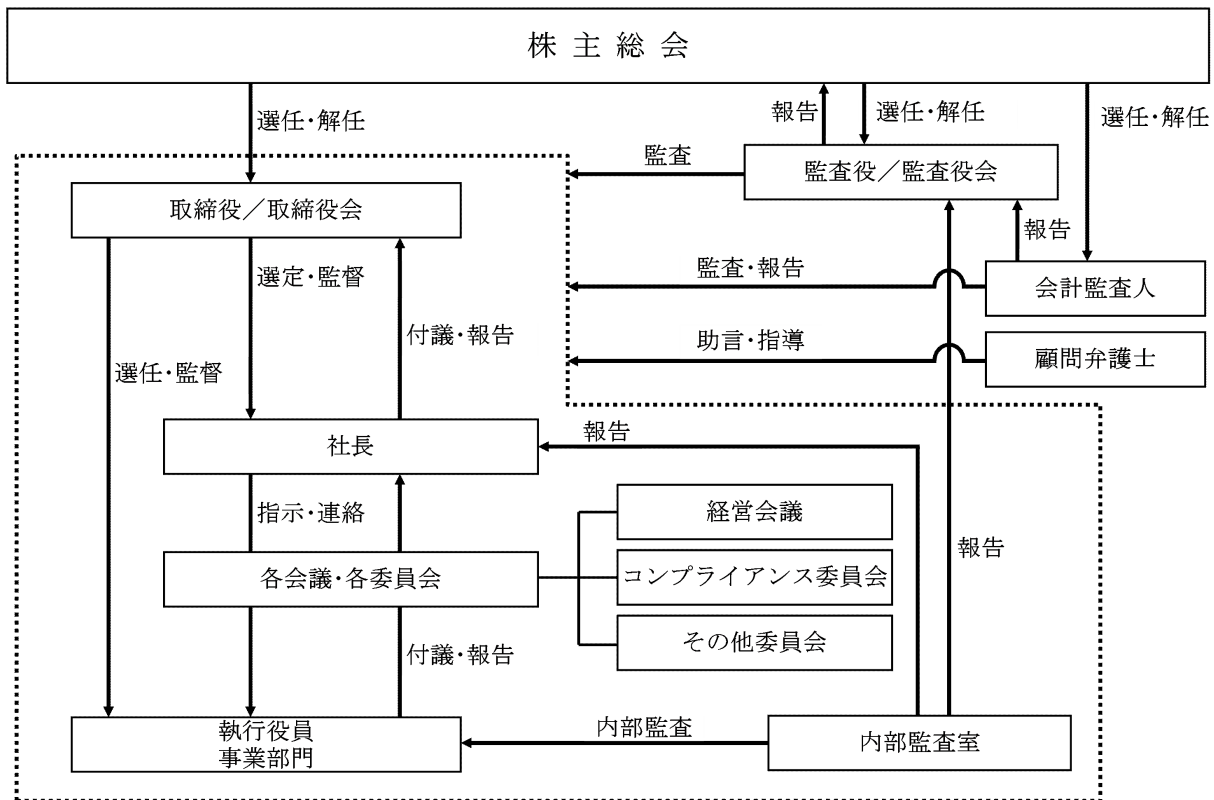 株主総会
選任・解任
報告
選任・解任
選任・解任
監査
監査役／監査役会
取締役／取締役会
報告
選定・監督
監査・報告
会計監査人
付議・報告
助言・指導
顧問弁護士
選任・監督
社長
報告
指示・連絡
経営会議
各会議・各委員会
コンプライアンス委員会
報告
その他委員会
付議・報告
執行役員
事業部門
内部監査
内部監査室